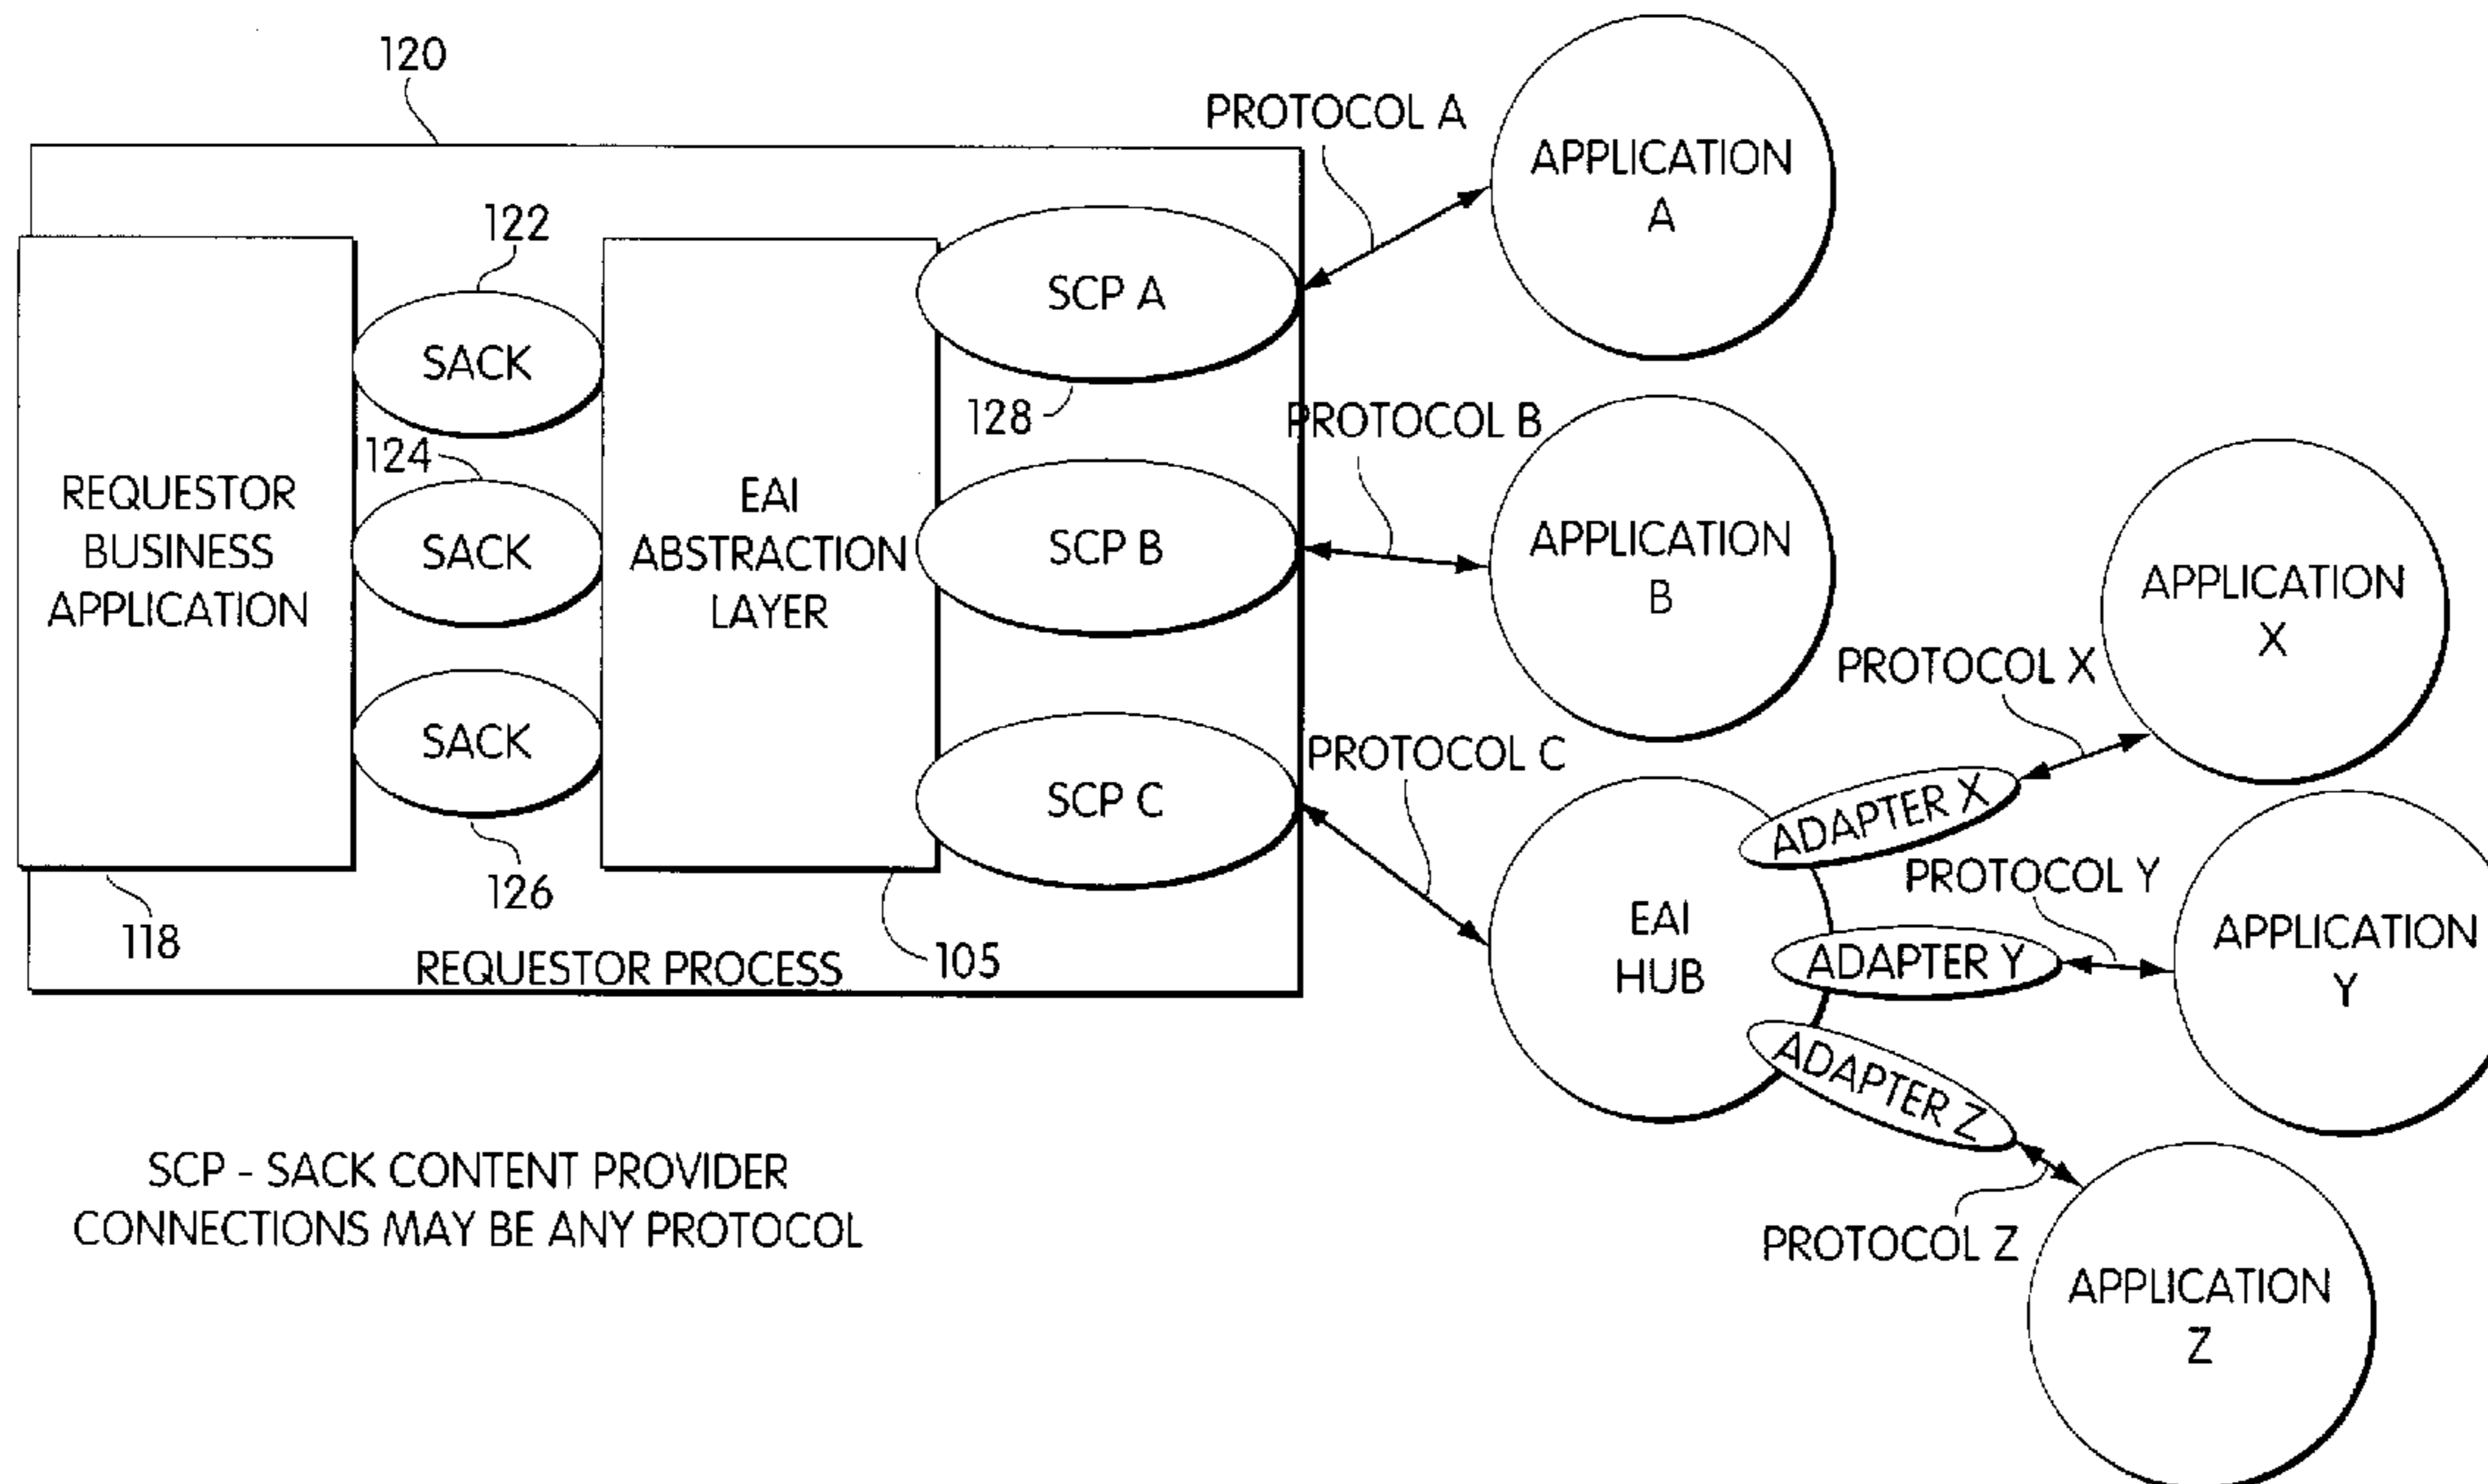 120
PROTOCOL A
APPLICATION
A
122
SACK
SCP A
128
PROTOCOL B
124
REQUESTOR
BUSINESS
APPLICATION
SACK
EAI
ABSTRACTION
LAYER
SCP B
APPLICATION
B
APPLICATION
X
PROTOCOL X
SACK
SCP C
PROTOCOL C
ADAPTER X
126
118
REQUESTOR PROCESS
105
EAI
HUB
PROTOCOL Y
ADAPTER Y
APPLICATION
Y
ADAPTER Z
PROTOCOL Z
APPLICATION
Z
SCP - SACK CONTENT PROVIDER
CONNECTIONS MAY BE ANY PROTOCOL